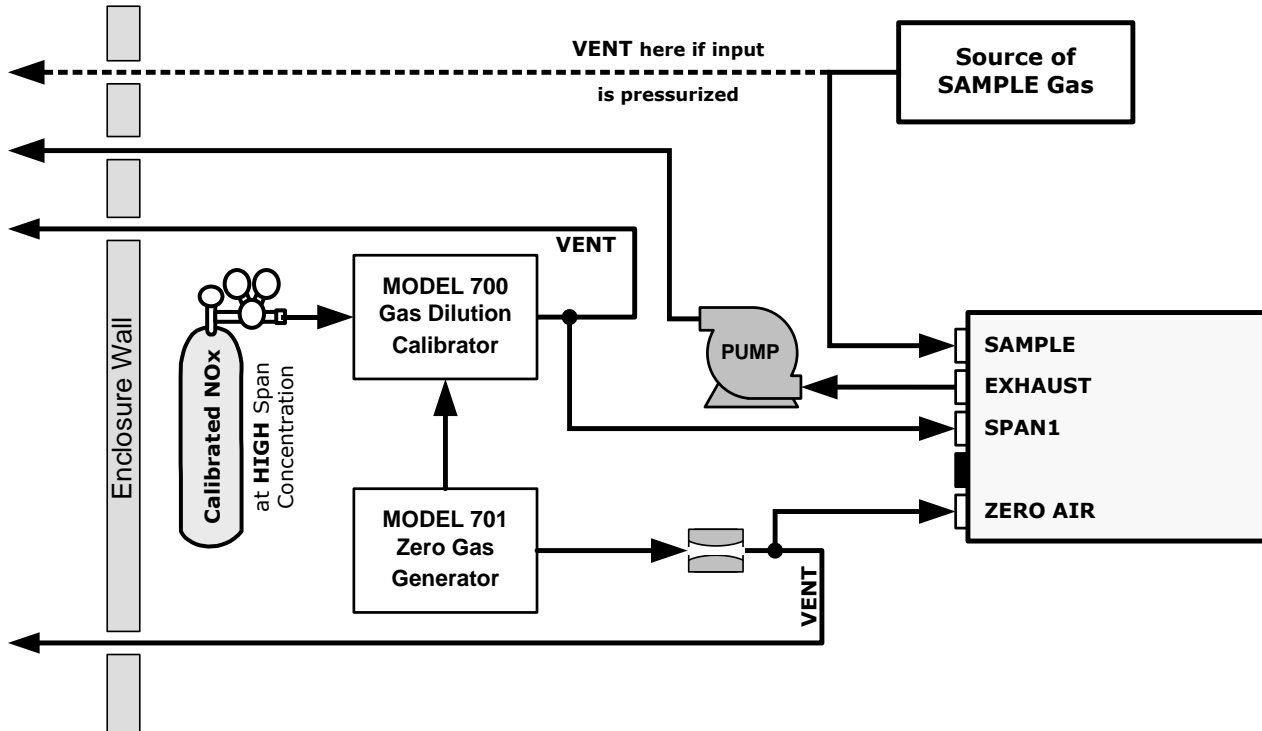 VENT here if input
is pressurized
Source of
SAMPLE Gas
VENT
Enclosure Wall
Calibrated NOx
at HIGH Span
Concentration
MODEL 700
Gas Dilution
Calibrator
PUMP
SAMPLE
EXHAUST
SPAN1
ZERO AIR
MODEL 701
Zero Gas
Generator
VENT